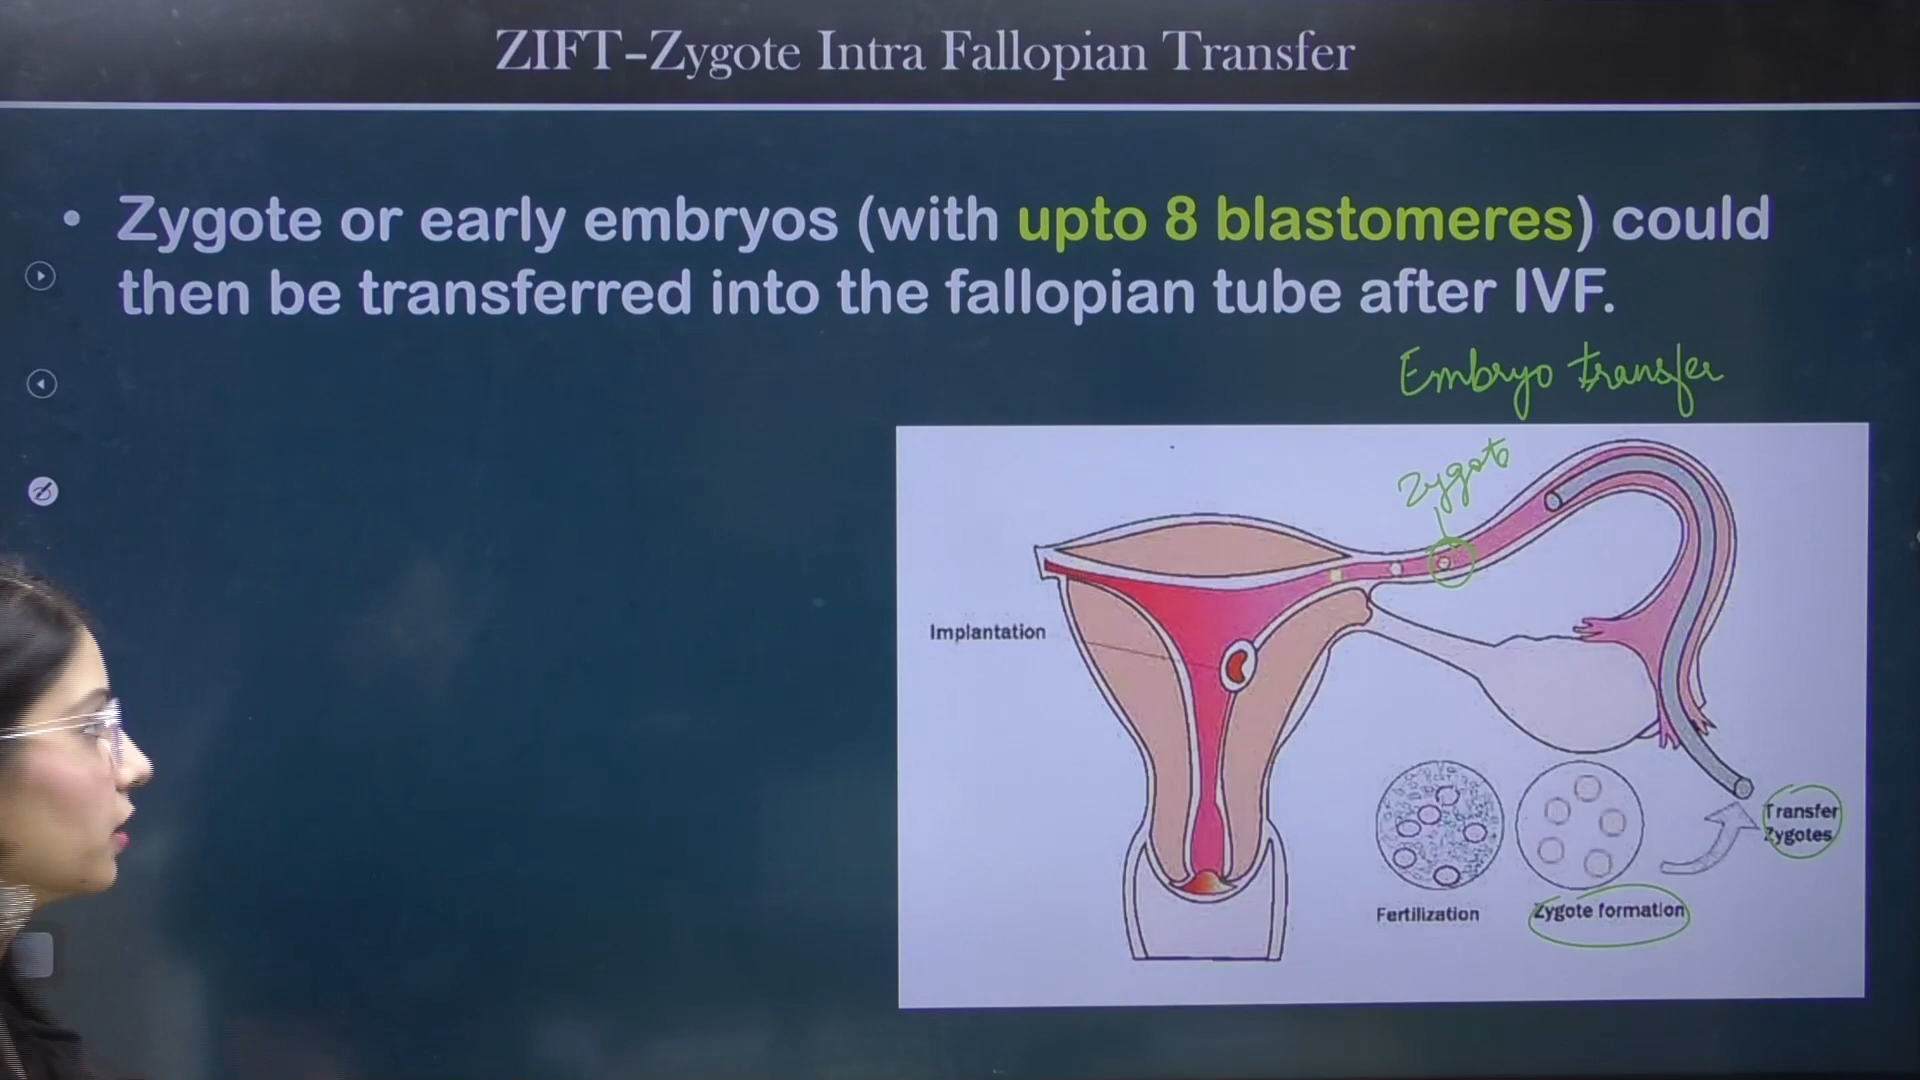 ZIFT-Zygote Intra Fallopian Transfer
• Zygote or early embryos (with upto 8 blastomeres) could
then be transferred into the fallopian tube after IVF.
Embryo transfer
Zygote
Implantation
Transfer
Zygotes
Fertilization
Zygote formation